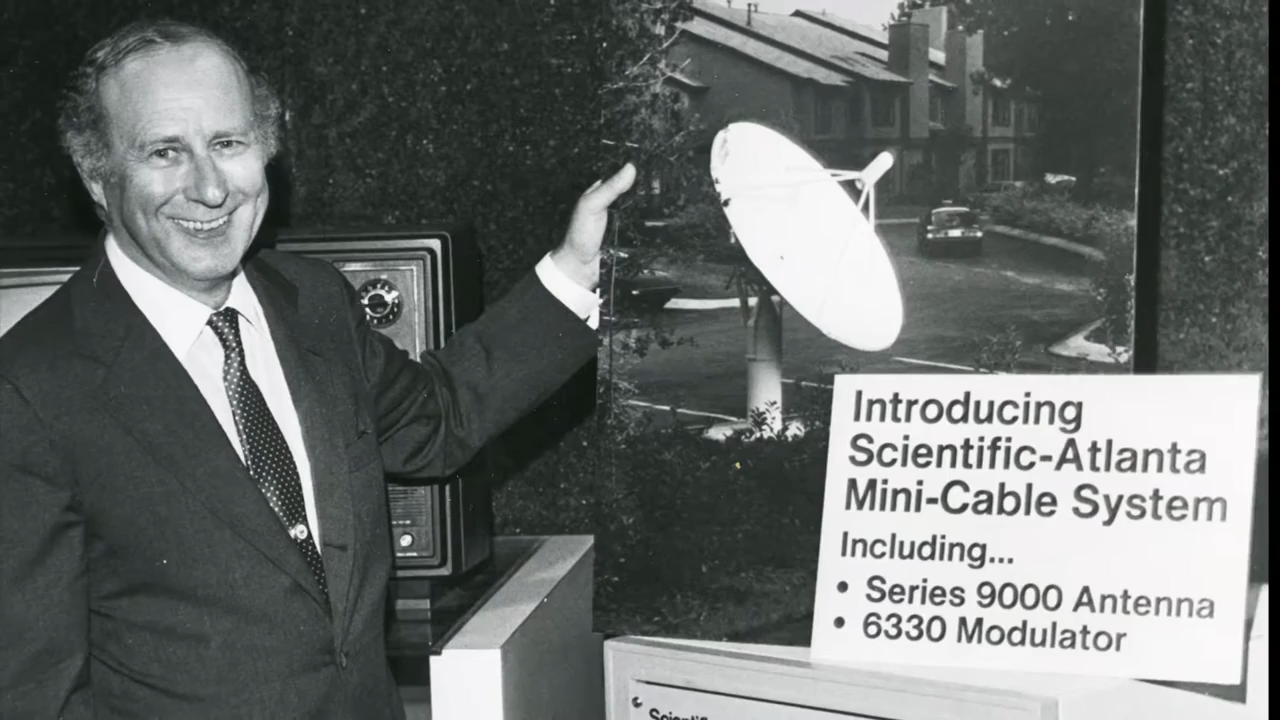 Introducing
Scientific-Atlanta
Mini-Cable System
Including...
• Series 9000 Antenna
• 6330 Modulator